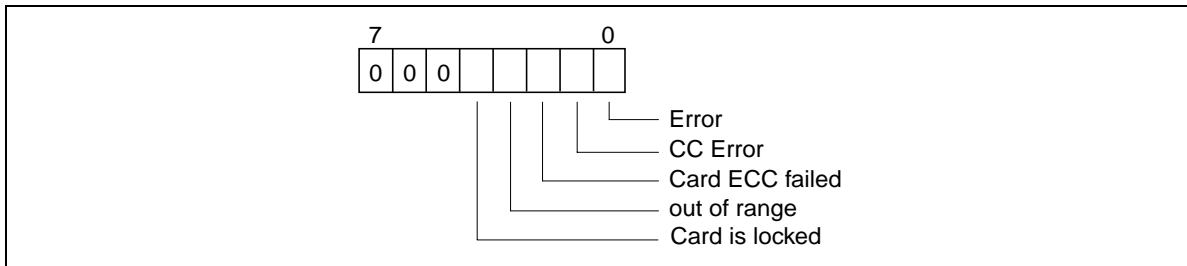 7 0
0 0 0
Error
CC Error
Card ECC failed
out of range
Card is locked